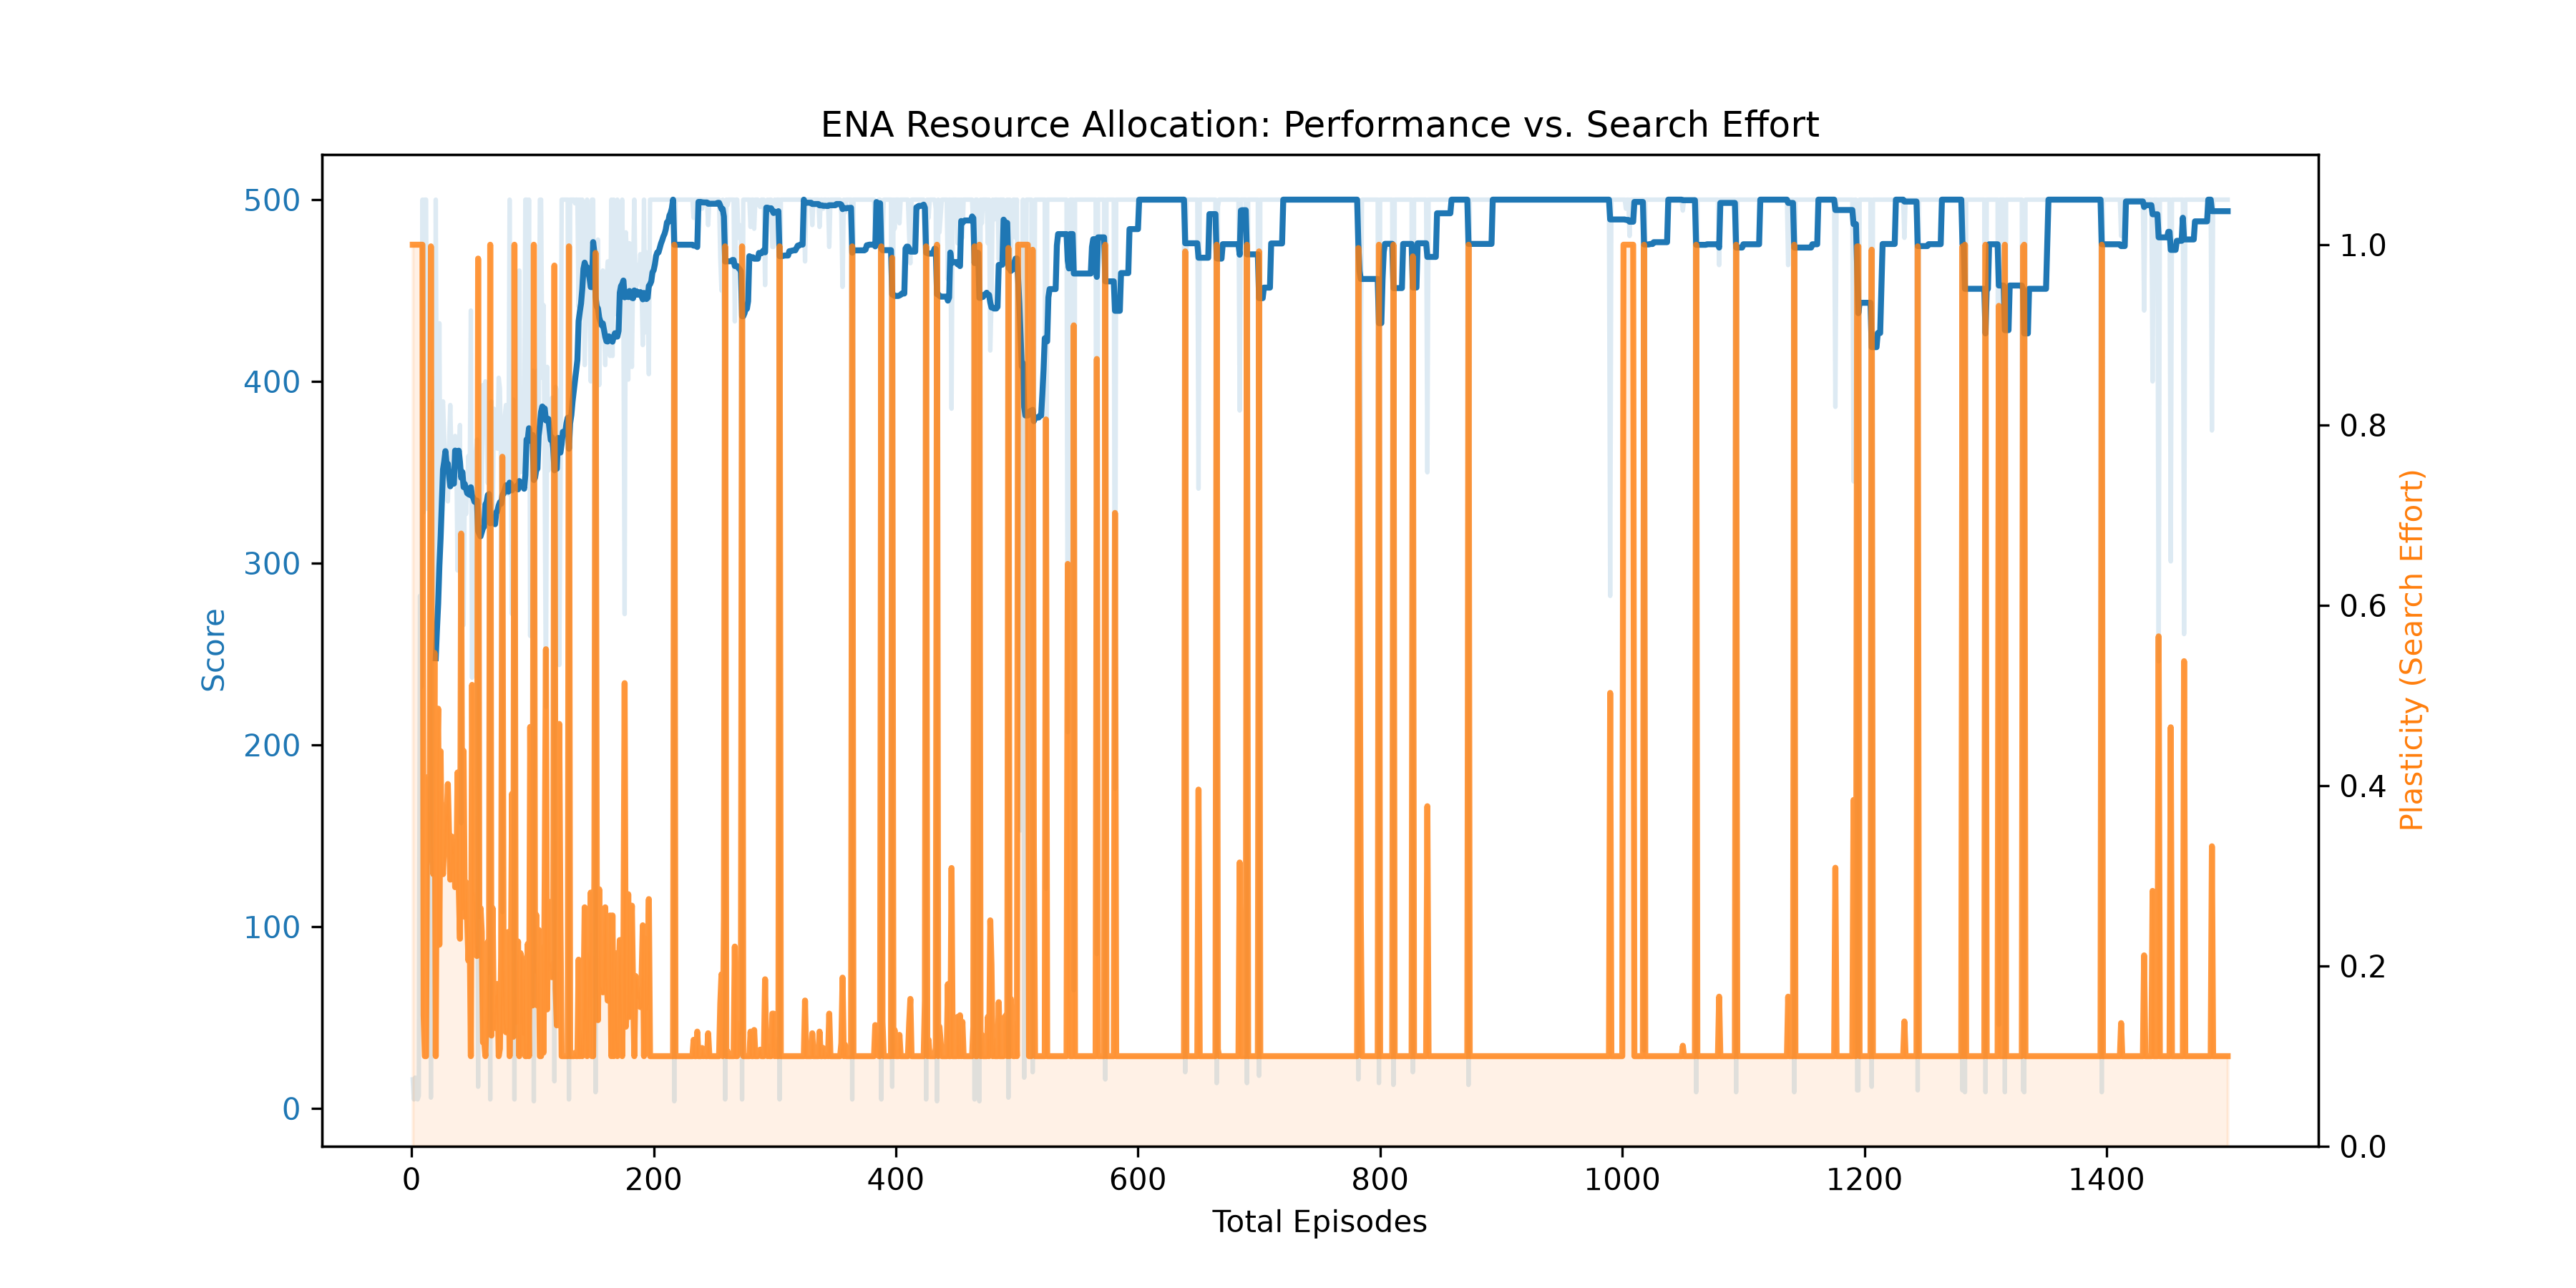 ENA Resource Allocation: Performance vs. Search Effort
500
400
300
200
100
0
Score
1.0
0.8
0.6
0.4
0.2
0.0
Plasticity (Search Effort)
0 200 400 600 800 1000 1200 1400
Total Episodes